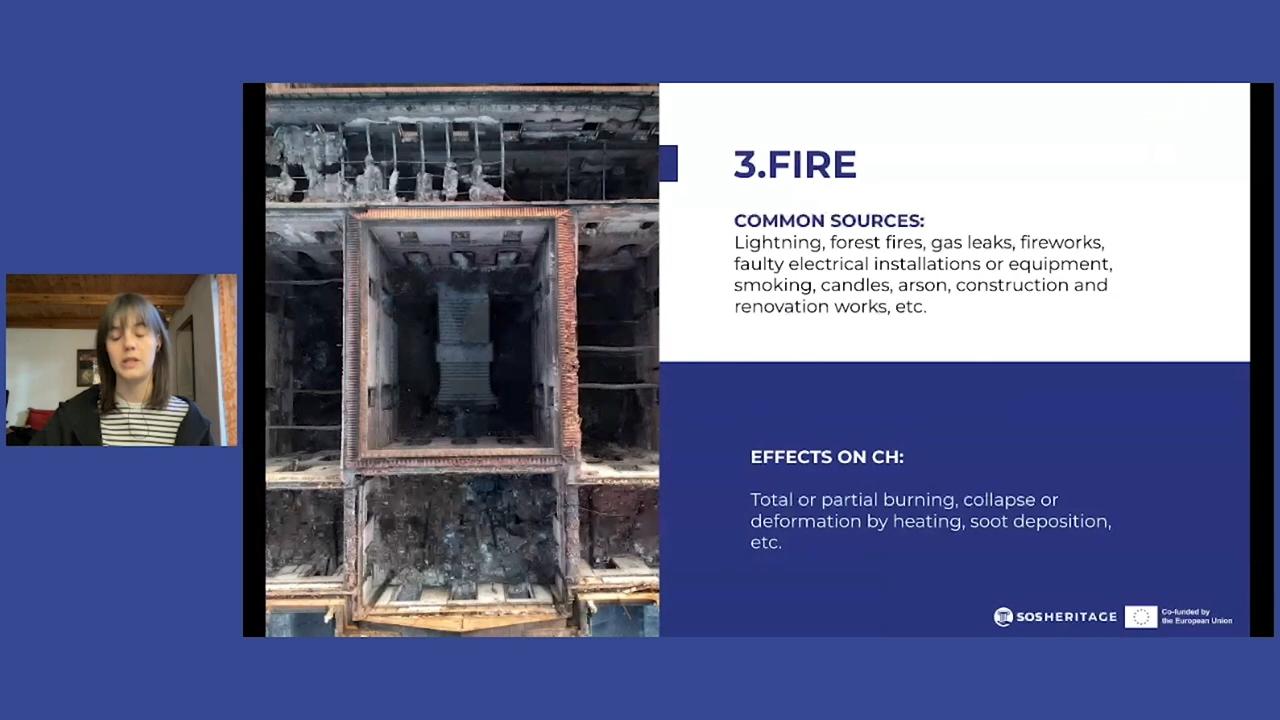 3.FIRE
COMMON SOURCES:
Lightning, forest fires, gas leaks, fireworks,
faulty electrical installations or equipment,
smoking, candles, arson, construction and
renovation works, etc.
EFFECTS ON CH:
Total or partial burning, collapse or
deformation by heating, soot deposition,
etc.
SOSHERITAGE
Co-funded by
the European Union